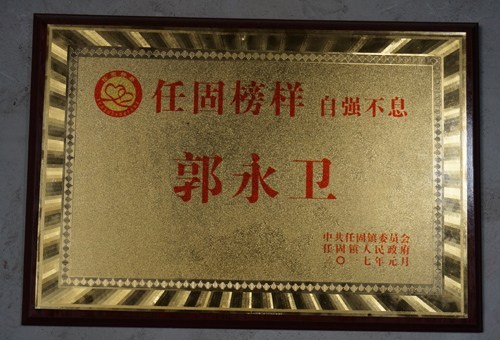 任固榜样 自强不息
郭永卫
中共任固镇委员会
任固镇人民政府
二〇一七年元月